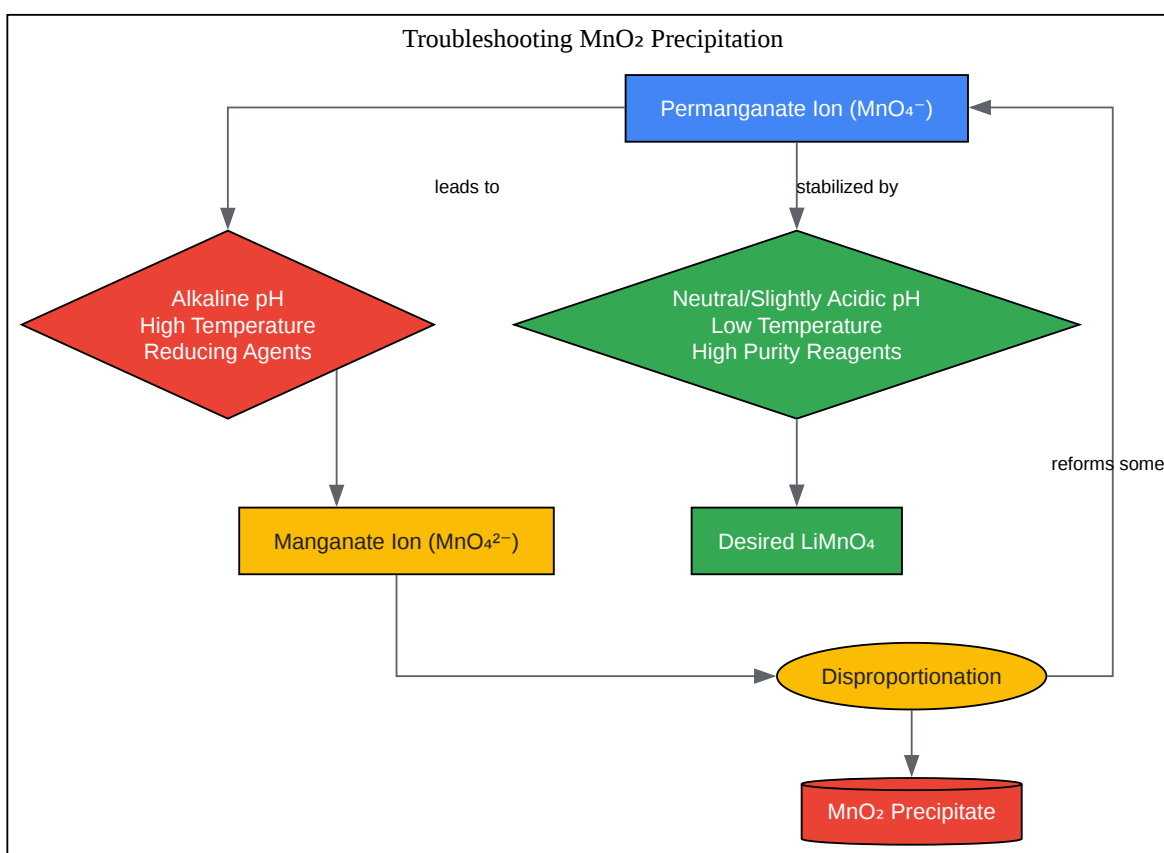 Troubleshooting MnO₂ Precipitation
Permanganate Ion (MnO₄⁻)
leads to
stabilized by
Alkaline pH
High Temperature
Reducing Agents
Neutral/Slightly Acidic pH
Low Temperature
High Purity Reagents
reforms some
Manganate Ion (MnO₄²⁻)
Desired LiMnO₄
Disproportionation
MnO₂ Precipitate